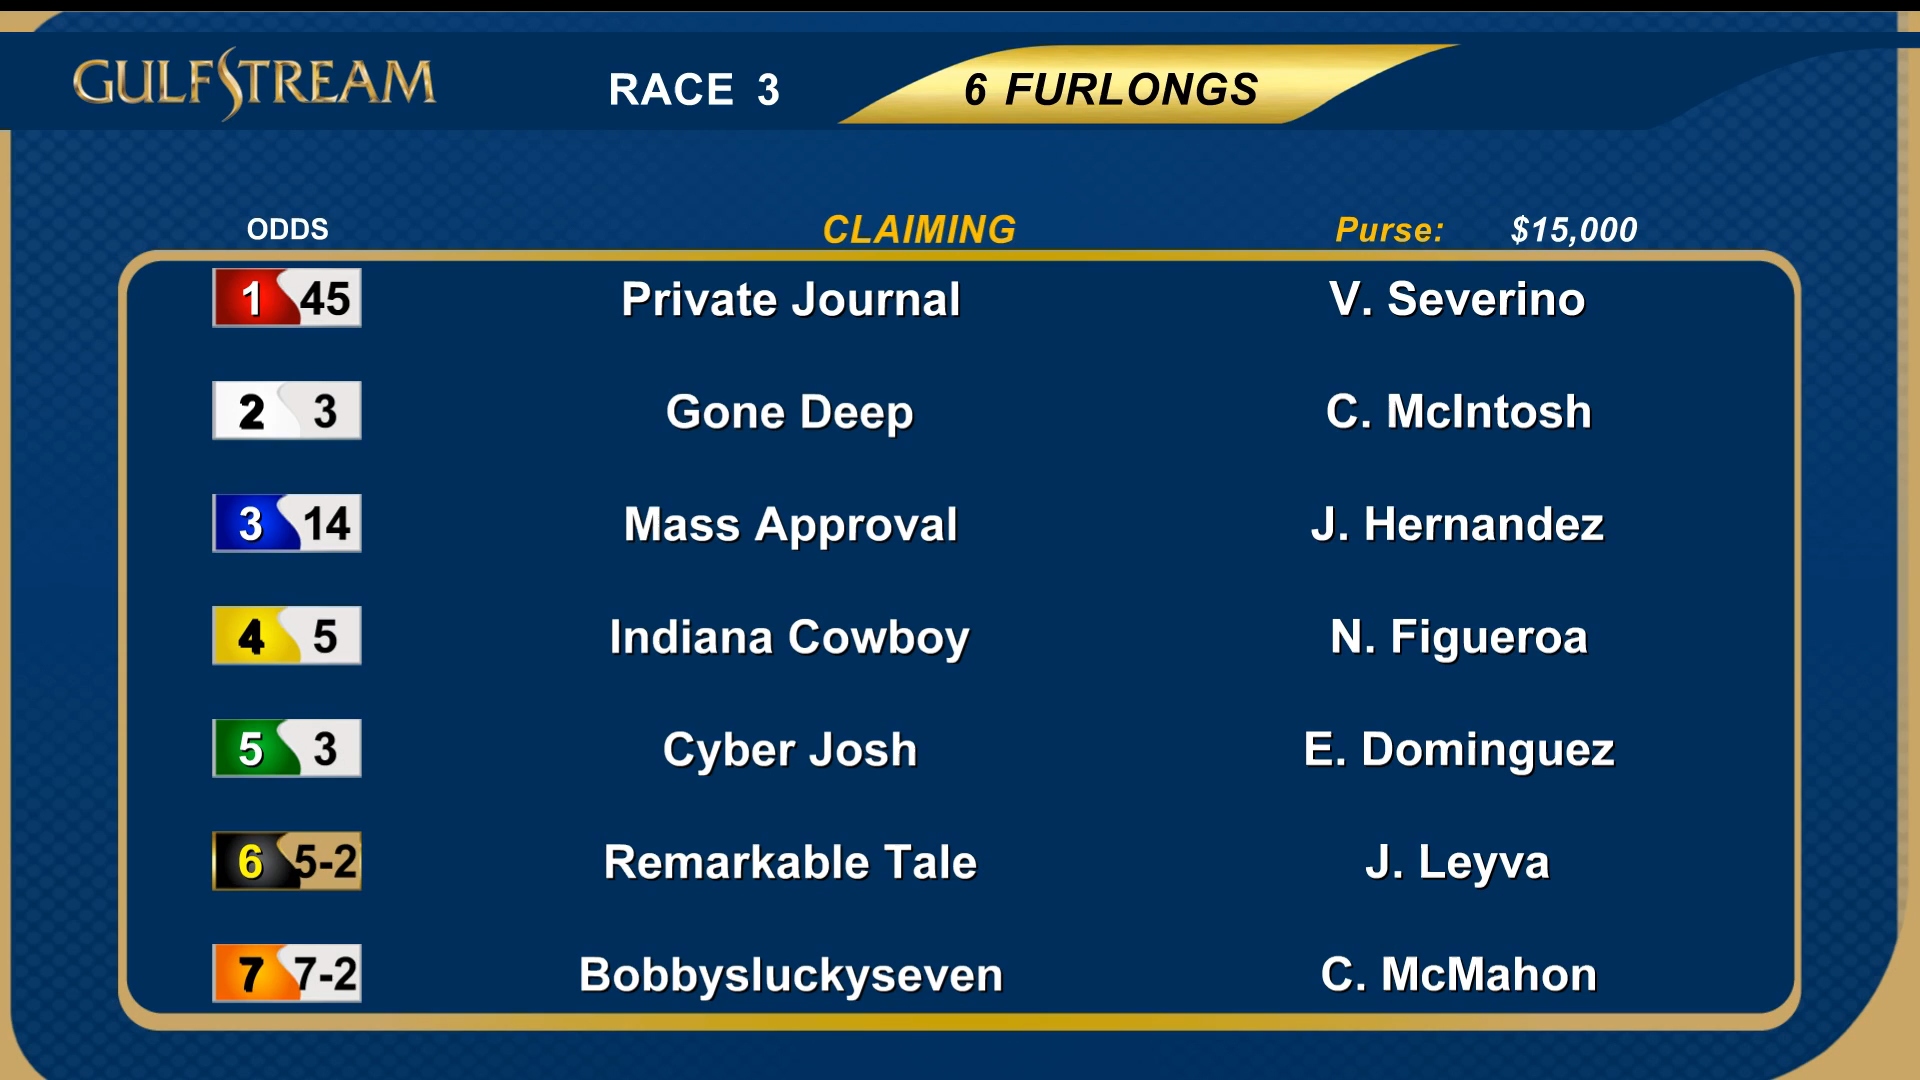 GULFSTREAM RACE 3 6 FURLONGS
ODDS CLAIMING Purse: $15,000
1 45 Private Journal V. Severino
2 3 Gone Deep C. McIntosh
3 14 Mass Approval J. Hernandez
4 5 Indiana Cowboy N. Figueroa
5 3 Cyber Josh E. Dominguez
6 5-2 Remarkable Tale J. Leyva
7 7-2 Bobbysluckyseven C. McMahon